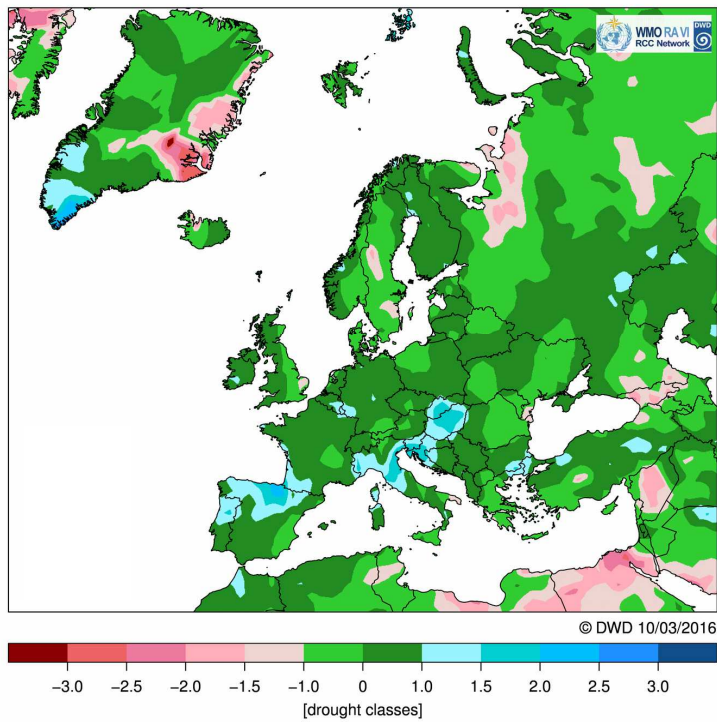 WMO RA VI
RCC Network
DWD
© DWD 10/03/2016
−3.0 −2.5 −2.0 −1.5 −1.0 0 1.0 1.5 2.0 2.5 3.0
[drought classes]